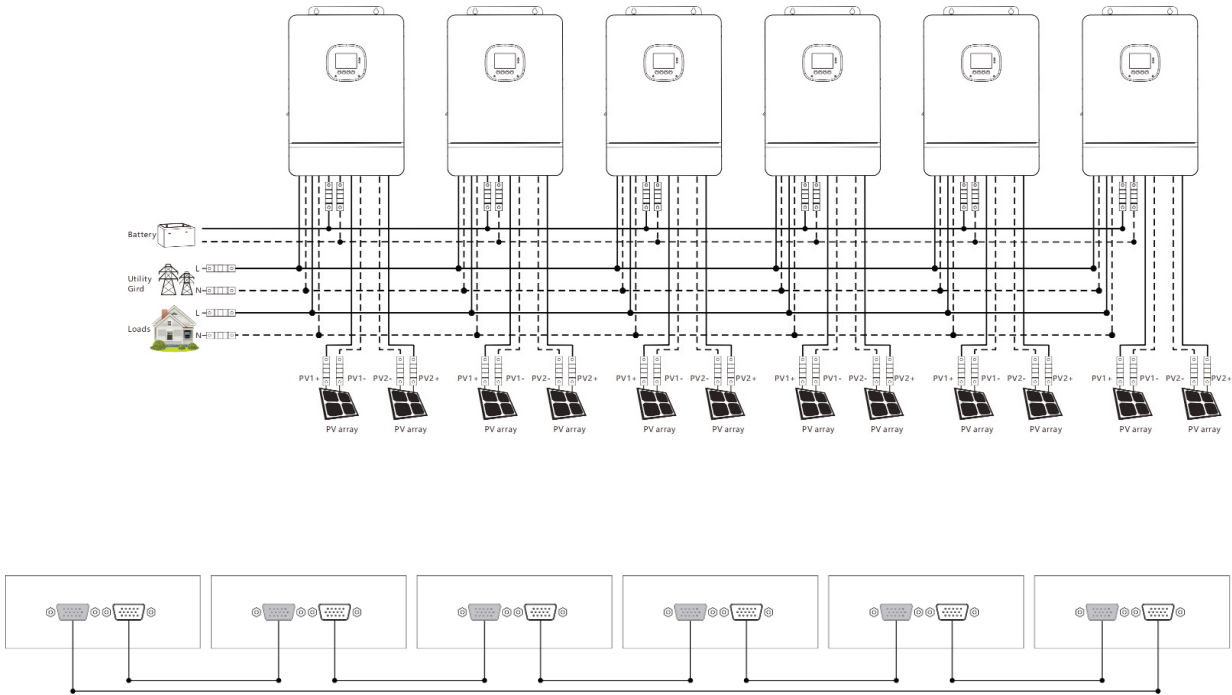 Battery
L
Utility
Gird
N
L
Loads
N
PV1+ PV1- PV2- PV2+ PV1+ PV1- PV2- PV2+ PV1+ PV1- PV2- PV2+ PV1+ PV1- PV2- PV2+ PV1+ PV1- PV2- PV2+ PV1+ PV1- PV2- PV2+
PV array PV array PV array PV array PV array PV array PV array PV array PV array PV array PV array PV array